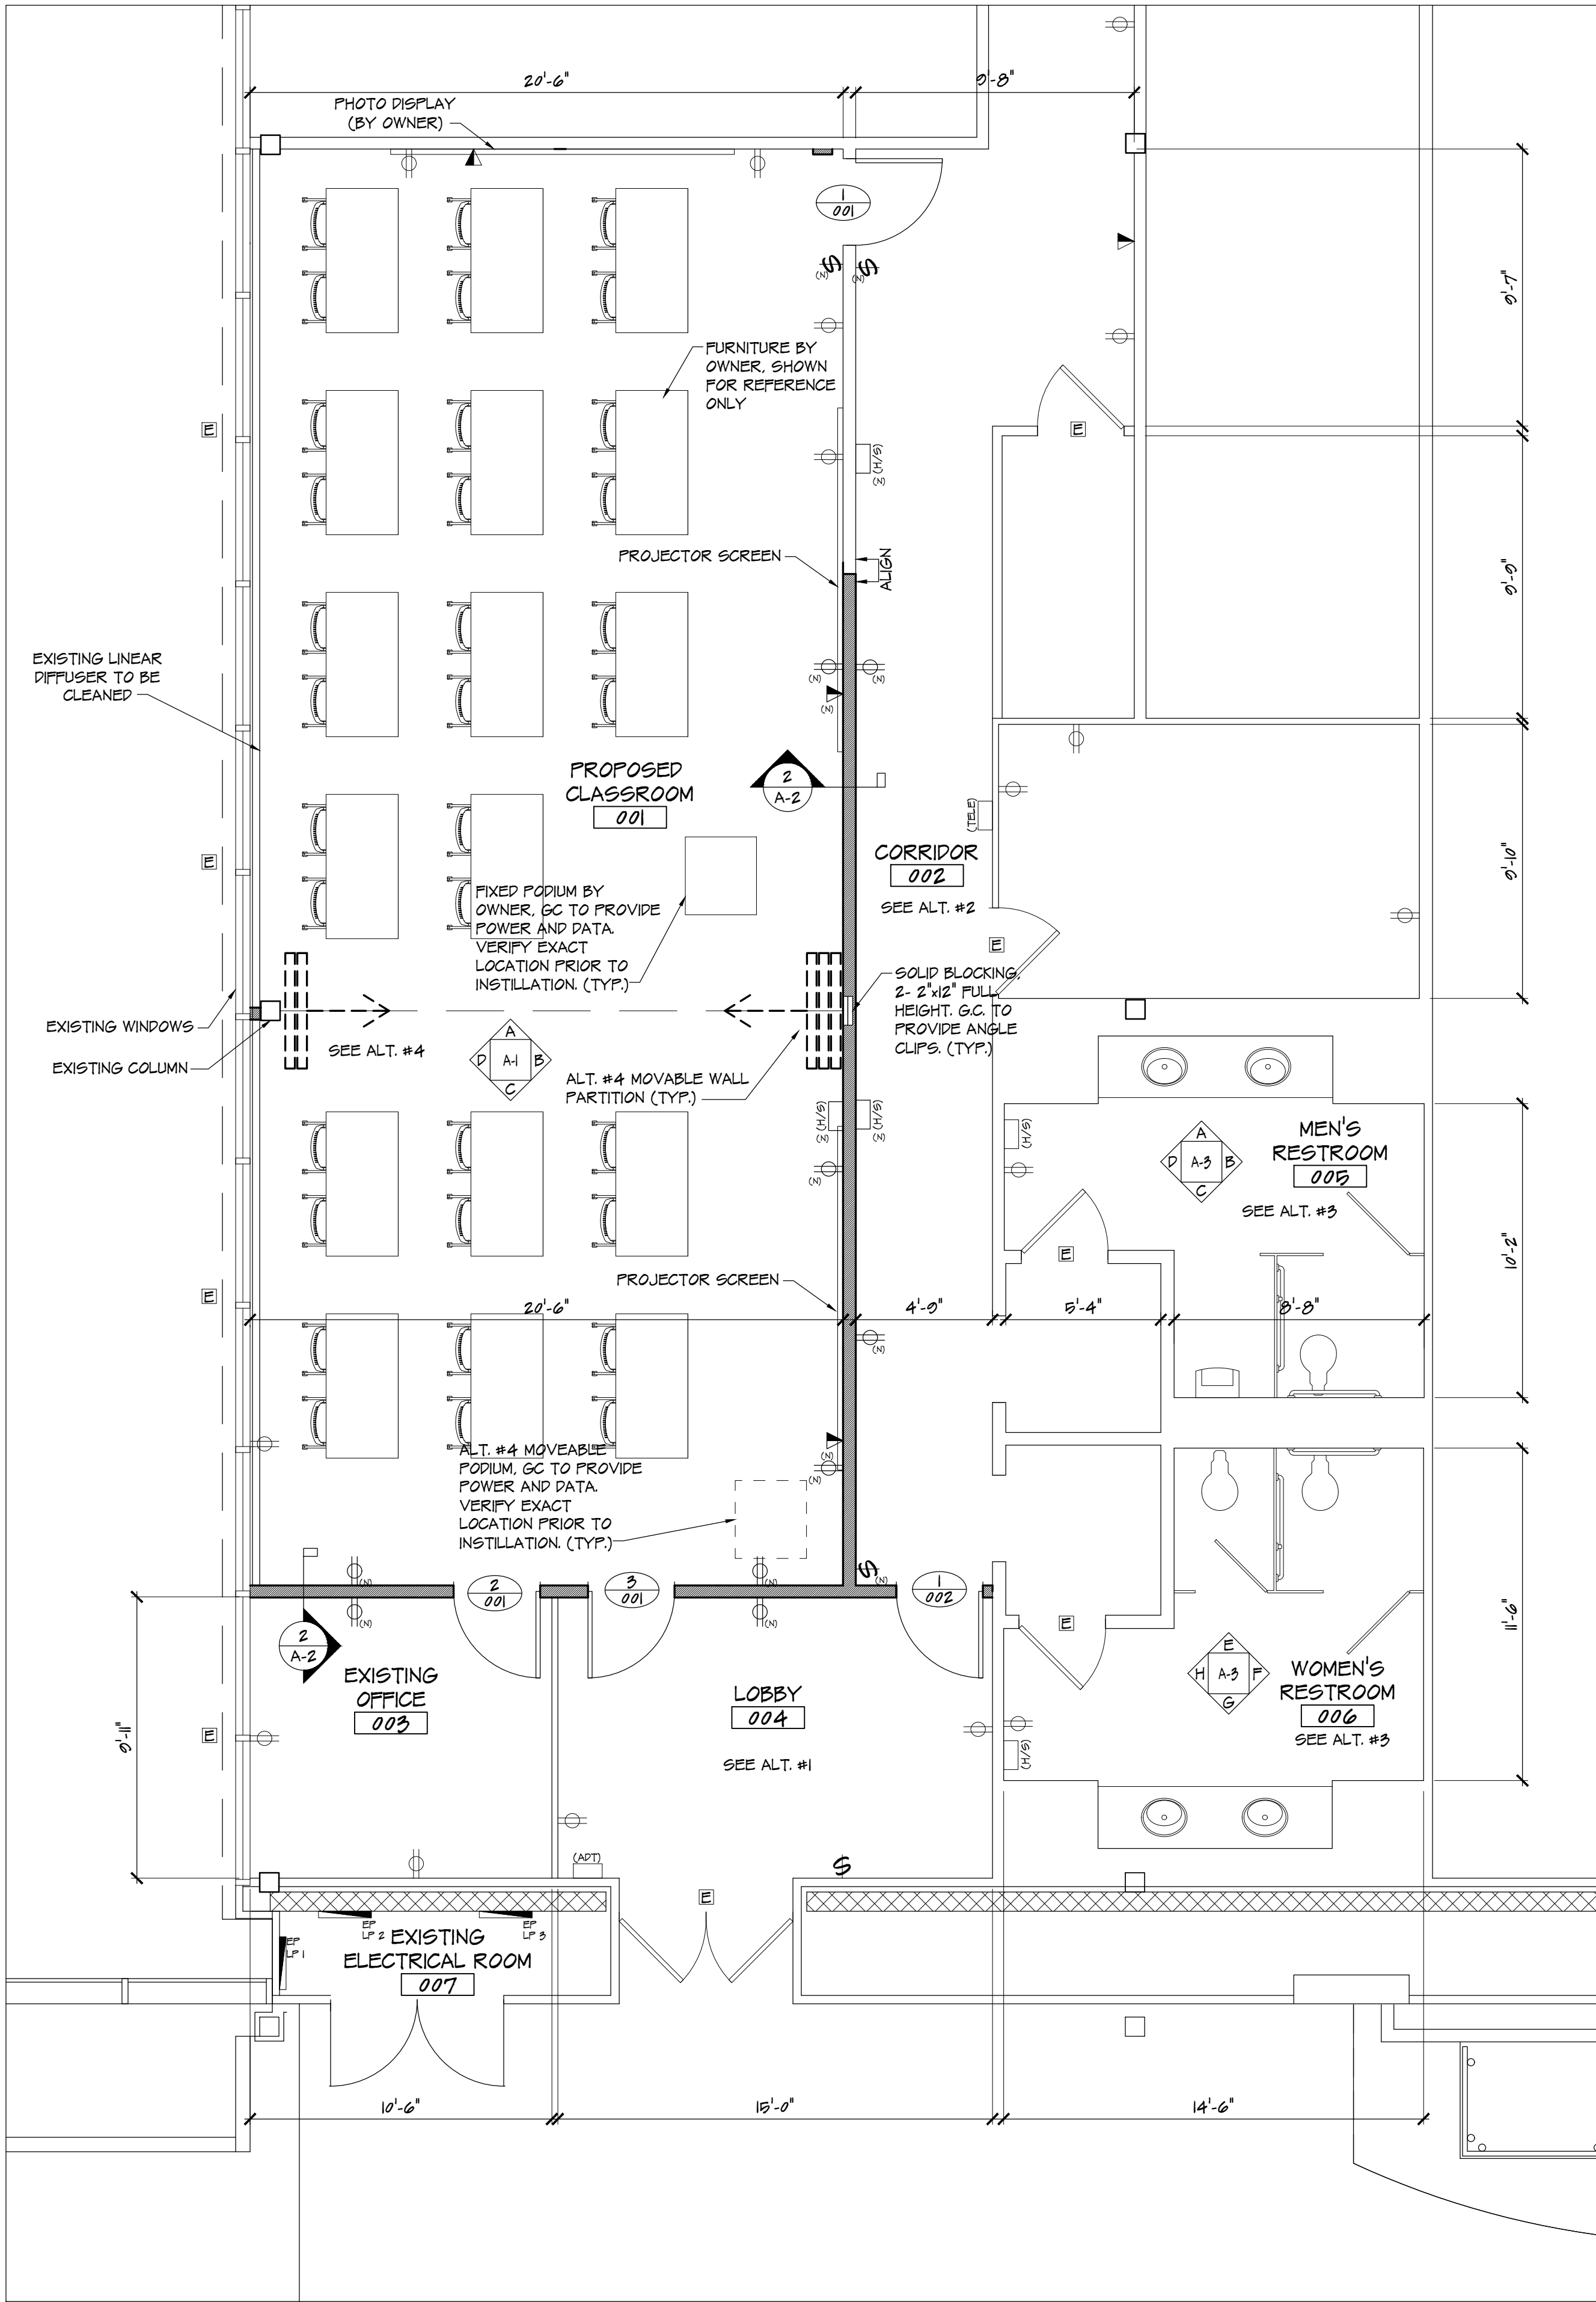 20'-6"
9'-8"
PHOTO DISPLAY
(BY OWNER)
1
001
$
(N)
$
(N)
9'-7"
FURNITURE BY
OWNER, SHOWN
FOR REFERENCE
ONLY
E
E
(H/S)
(N)
PROJECTOR SCREEN
ALIGN
9'-9"
EXISTING LINEAR
DIFFUSER TO BE
CLEANED
(N)
(N)
(N)
PROPOSED
CLASSROOM
001
2
A-2
(TELE)
CORRIDOR
002
SEE ALT. #2
9'-10"
E
E
FIXED PODIUM BY
OWNER, GC TO PROVIDE
POWER AND DATA.
VERIFY EXACT
LOCATION PRIOR TO
INSTILLATION. (TYP.)
SOLID BLOCKING,
2- 2"x12" FULL
HEIGHT. G.C. TO
PROVIDE ANGLE
CLIPS. (TYP.)
EXISTING WINDOWS
EXISTING COLUMN
SEE ALT. #4
A
D
A-1
B
C
ALT. #4 MOVABLE WALL
PARTITION (TYP.)
(H/S)
(N)
(H/S)
(N)
(H/S)
(N)
A
D
A-3
B
C
MEN'S
RESTROOM
005
SEE ALT. #3
10'-2"
E
E
PROJECTOR SCREEN
20'-6"
4'-9"
5'-4"
8'-8"
(N)
ALT. #4 MOVEABLE
PODIUM, GC TO PROVIDE
POWER AND DATA.
VERIFY EXACT
LOCATION PRIOR TO
INSTILLATION. (TYP.)
(N)
(N)
$
(N)
(N)
(N)
2
001
3
001
1
002
(N)
(N)
11'-6"
E
2
A-2
EXISTING
OFFICE
003
LOBBY
004
SEE ALT. #1
E
H
A-3
F
G
WOMEN'S
RESTROOM
006
SEE ALT. #3
9'-11"
E
(H/S)
(ADT)
$
E
EP
LP 2
EP
LP 3
EP
LP 1
EXISTING
ELECTRICAL ROOM
007
10'-6"
15'-0"
14'-6"